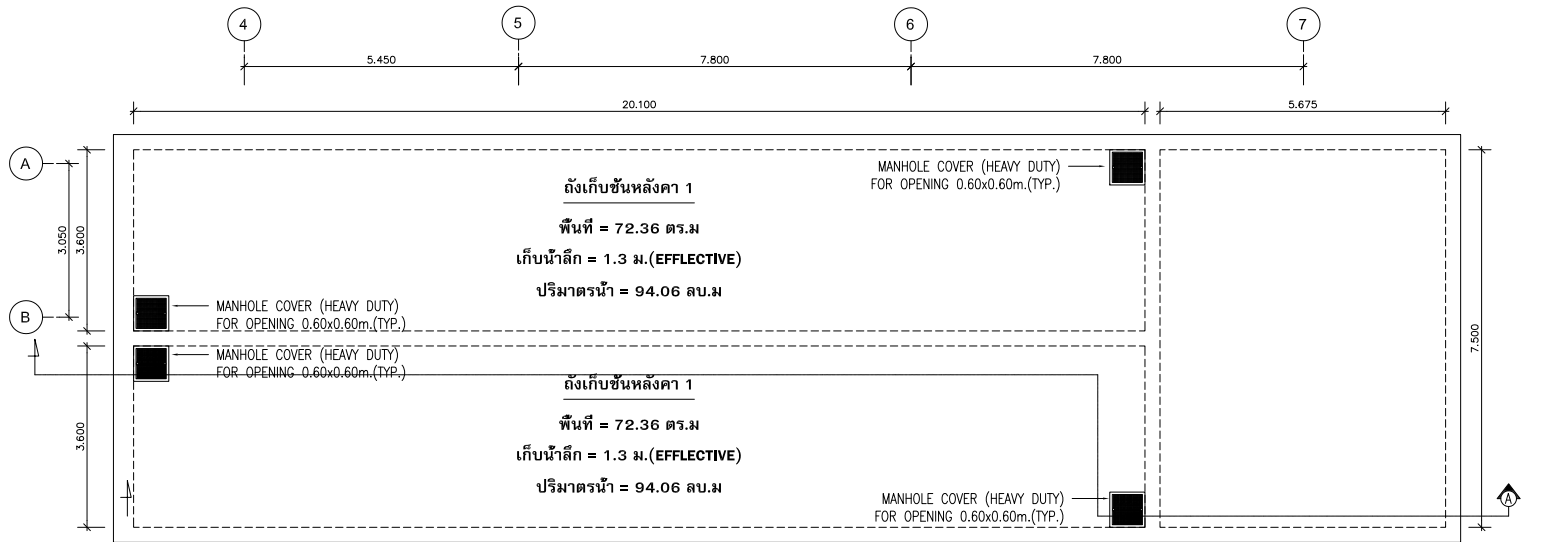 4
5
6
7
5.450
7.800
7.800
20.100
5.675
A
3.050
3.600
MANHOLE COVER (HEAVY DUTY)
FOR OPENING 0.60x0.60m.(TYP.)
ถังเก็บชั้นหลังคา 1
พื้นที่ = 72.36 ตร.ม
เก็บน้ำลึก = 1.3 ม.(EFFLECTIVE)
ปริมาตรน้ำ = 94.06 ลบ.ม
MANHOLE COVER (HEAVY DUTY)
FOR OPENING 0.60x0.60m.(TYP.)
B
7.500
MANHOLE COVER (HEAVY DUTY)
FOR OPENING 0.60x0.60m.(TYP.)
ถังเก็บชั้นหลังคา 1
3.600
พื้นที่ = 72.36 ตร.ม
เก็บน้ำลึก = 1.3 ม.(EFFLECTIVE)
ปริมาตรน้ำ = 94.06 ลบ.ม
MANHOLE COVER (HEAVY DUTY)
FOR OPENING 0.60x0.60m.(TYP.)
A